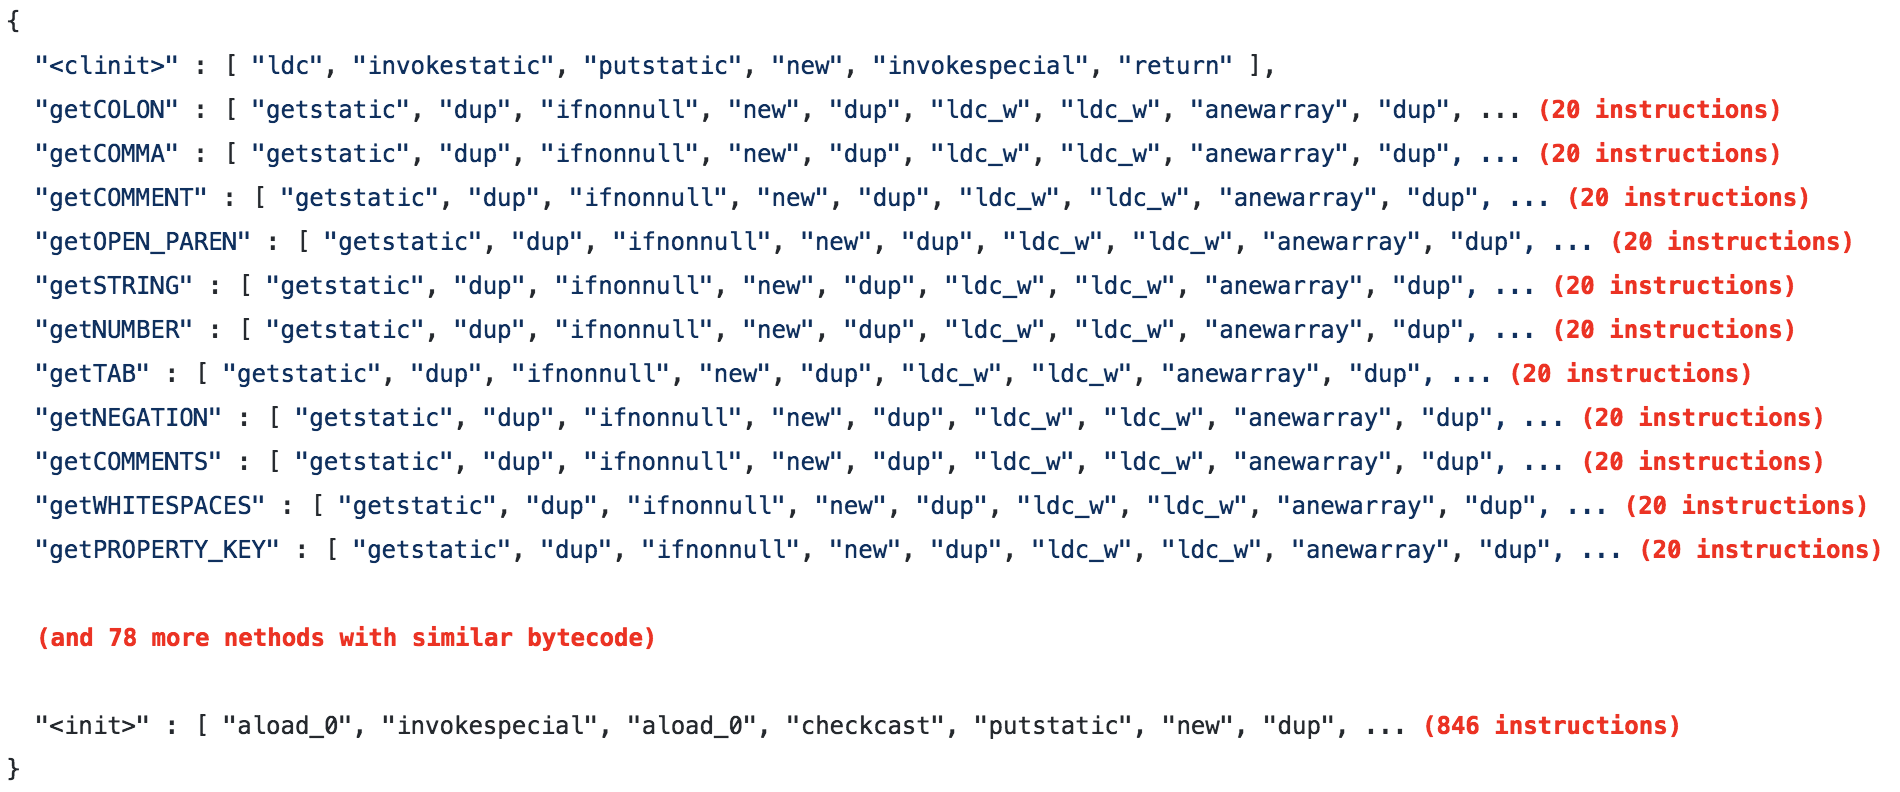 {
"<clinit>" : [ "ldc", "invokestatic", "putstatic", "new", "invokespecial", "return" ],
"getCOLON" : [ "getstatic", "dup", "ifnonnull", "new", "dup", "ldc_w", "ldc_w", "anewarray", "dup", ... (20 instructions)
"getCOMMA" : [ "getstatic", "dup", "ifnonnull", "new", "dup", "ldc_w", "ldc_w", "anewarray", "dup", ... (20 instructions)
"getCOMMENT" : [ "getstatic", "dup", "ifnonnull", "new", "dup", "ldc_w", "ldc_w", "anewarray", "dup", ... (20 instructions)
"getOPEN_PAREN" : [ "getstatic", "dup", "ifnonnull", "new", "dup", "ldc_w", "ldc_w", "anewarray", "dup", ... (20 instructions)
"getSTRING" : [ "getstatic", "dup", "ifnonnull", "new", "dup", "ldc_w", "ldc_w", "anewarray", "dup", ... (20 instructions)
"getNUMBER" : [ "getstatic", "dup", "ifnonnull", "new", "dup", "ldc_w", "ldc_w", "anewarray", "dup", ... (20 instructions)
"getTAB" : [ "getstatic", "dup", "ifnonnull", "new", "dup", "ldc_w", "ldc_w", "anewarray", "dup", ... (20 instructions)
"getNEGATION" : [ "getstatic", "dup", "ifnonnull", "new", "dup", "ldc_w", "ldc_w", "anewarray", "dup", ... (20 instructions)
"getCOMMENTS" : [ "getstatic", "dup", "ifnonnull", "new", "dup", "ldc_w", "ldc_w", "anewarray", "dup", ... (20 instructions)
"getWHITESPACES" : [ "getstatic", "dup", "ifnonnull", "new", "dup", "ldc_w", "ldc_w", "anewarray", "dup", ... (20 instructions)
"getPROPERTY_KEY" : [ "getstatic", "dup", "ifnonnull", "new", "dup", "ldc_w", "ldc_w", "anewarray", "dup", ... (20 instructions)
(and 78 more nethods with similar bytecode)
"<init>" : [ "aload_0", "invokespecial", "aload_0", "checkcast", "putstatic", "new", "dup", ... (846 instructions)
}